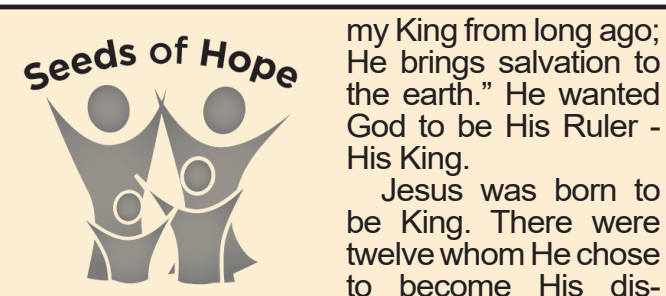 Seeds of Hope
my King from long ago;
He brings salvation to
the earth.” He wanted
God to be His Ruler -
His King.
Jesus was born to
be King. There were
twelve whom He chose
to become His dis-